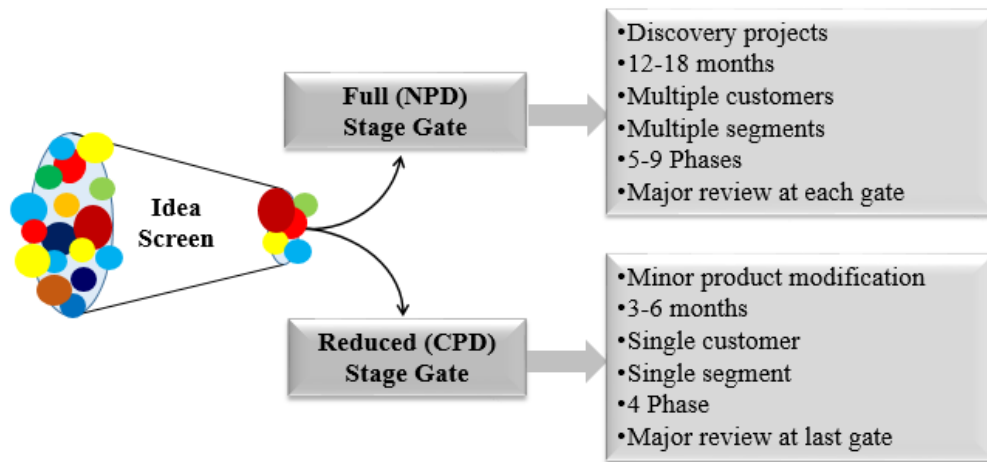 Idea
Screen
Full (NPD)
Stage Gate
•Discovery projects
•12-18 months
•Multiple customers
•Multiple segments
•5-9 Phases
•Major review at each gate
Reduced (CPD)
Stage Gate
•Minor product modification
•3-6 months
•Single customer
•Single segment
•4 Phase
•Major review at last gate